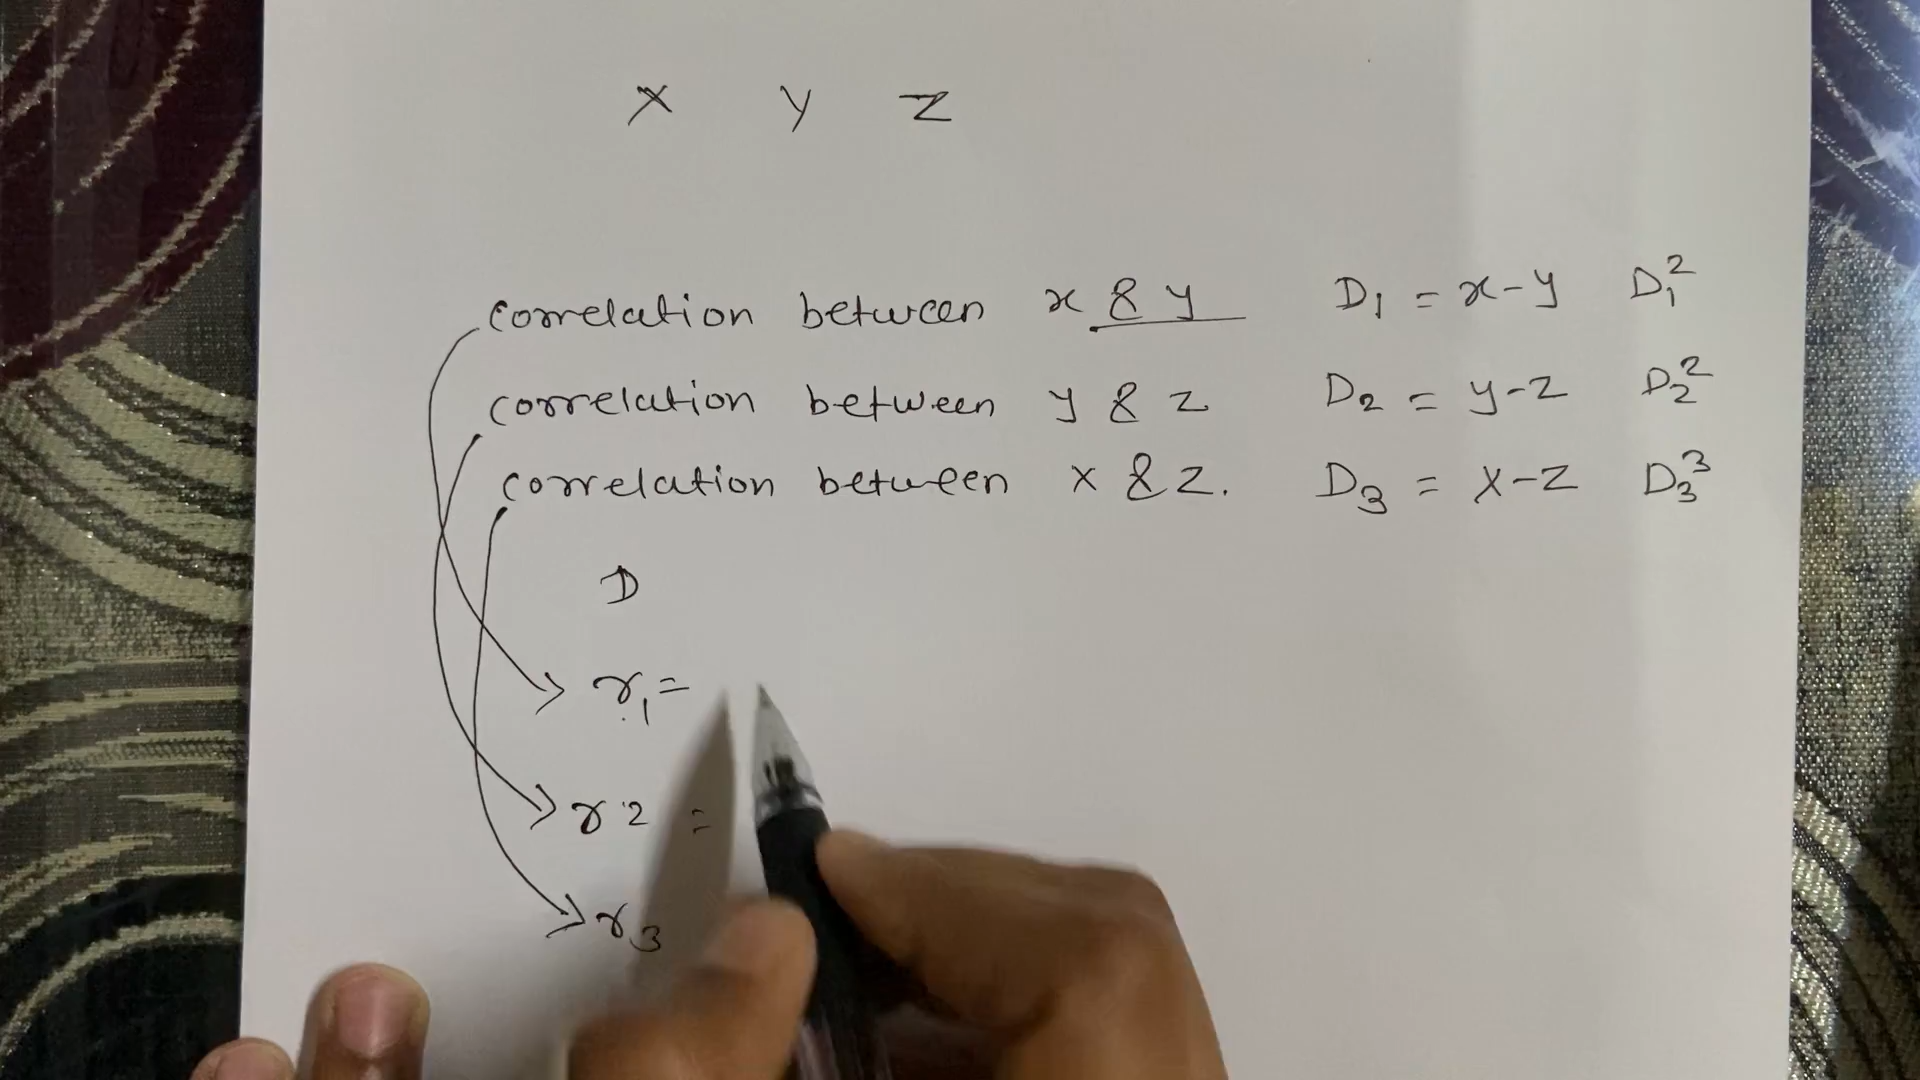 X Y Z
correlation between x & y D₁ = x-y D₁²
correlation between y & z D₂ = y-z D₂²
correlation between x & z. D₃ = x-z D₃³
D
r₁ =
r2 =
r₃